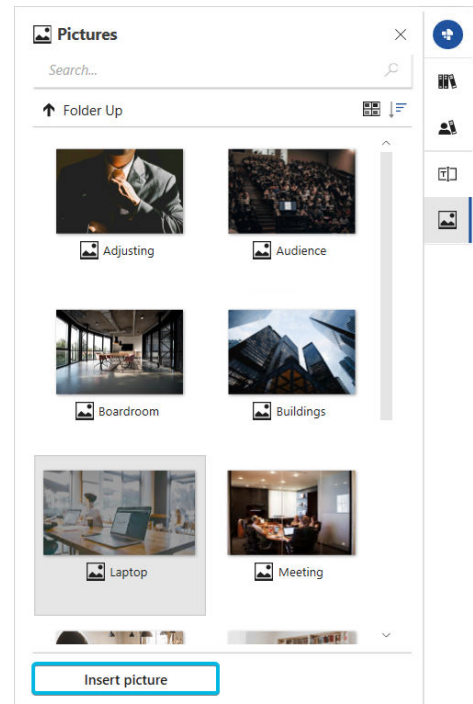 Pictures
Search...
Folder Up
Adjusting
Audience
Boardroom
Buildings
Laptop
Meeting
Insert picture